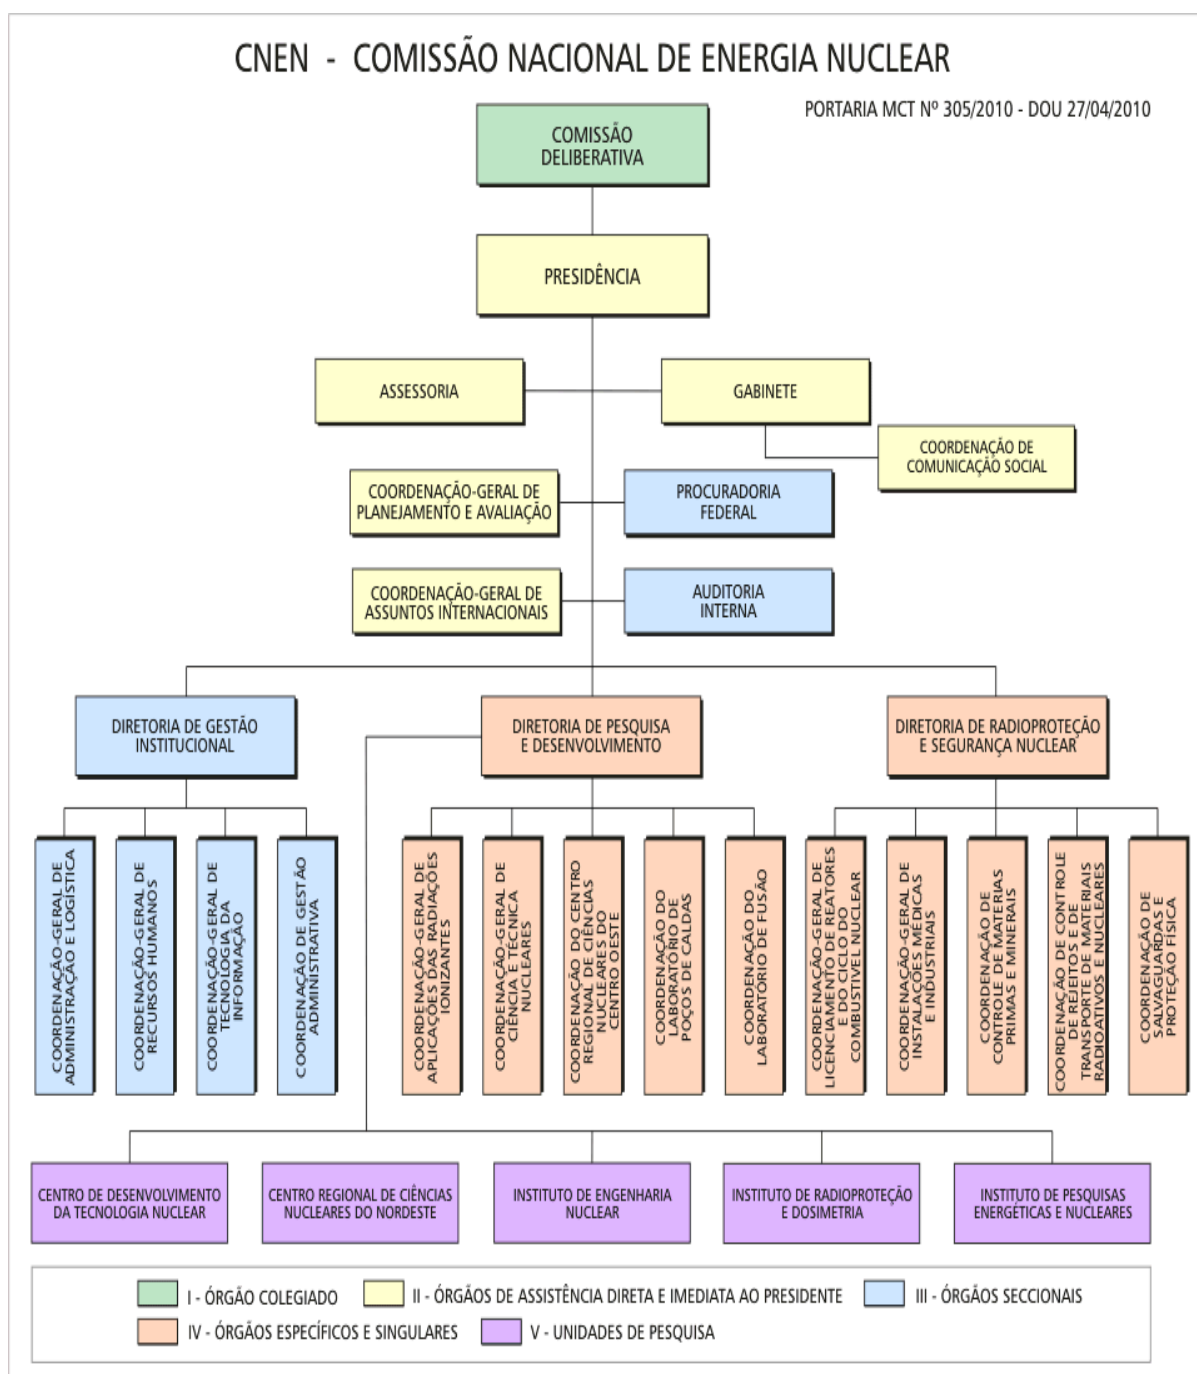 CNEN - COMISSÃO NACIONAL DE ENERGIA NUCLEAR
PORTARIA MCT Nº 305/2010 - DOU 27/04/2010
COMISSÃO
DELIBERATIVA
PRESIDÊNCIA
ASSESSORIA
GABINETE
COORDENAÇÃO DE
COMUNICAÇÃO SOCIAL
COORDENAÇÃO-GERAL DE
PLANEJAMENTO E AVALIAÇÃO
PROCURADORIA
FEDERAL
COORDENAÇÃO-GERAL DE
ASSUNTOS INTERNACIONAIS
AUDITORIA
INTERNA
DIRETORIA DE GESTÃO
INSTITUCIONAL
DIRETORIA DE PESQUISA
E DESENVOLVIMENTO
DIRETORIA DE RADIOPROTEÇÃO
E SEGURANÇA NUCLEAR
COORDENAÇÃO-GERAL DE
ADMINISTRAÇÃO E LOGÍSTICA
COORDENAÇÃO-GERAL DE
RECURSOS HUMANOS
COORDENAÇÃO-GERAL DE
TECNOLOGIA DA
INFORMAÇÃO
COORDENAÇÃO DE GESTÃO
ADMINISTRATIVA
COORDENAÇÃO-GERAL DE
APLICAÇÕES DAS RADIAÇÕES
IONIZANTES
COORDENAÇÃO-GERAL DE
CIÊNCIA E TÉCNICA
NUCLEARES
COORDENAÇÃO DO CENTRO
REGIONAL DE CIÊNCIAS
NUCLEARES DO
CENTRO OESTE
COORDENAÇÃO DO
LABORATÓRIO DE
POÇOS DE CALDAS
COORDENAÇÃO DO
LABORATÓRIO DE FUSÃO
COORDENAÇÃO-GERAL DE
LICENCIAMENTO DE REATORES
E DO CICLO DO
COMBUSTIVEL NUCLEAR
COORDENAÇÃO-GERAL DE
INSTALAÇÕES MÉDICAS
E INDUSTRIAIS
COORDENAÇÃO DE
CONTROLE DE MATERIAS
PRIMAS E MINERAIS
COORDENAÇÃO DE CONTROLE
DE REJEITOS E DE
TRANSPORTE DE MATERIAIS
RADIOATIVOS E NUCLEARES
COORDENAÇÃO DE
SALVAGUARDAS E
PROTEÇÃO FÍSICA
CENTRO DE DESENVOLVIMENTO
DA TECNOLOGIA NUCLEAR
CENTRO REGIONAL DE CIÊNCIAS
NUCLEARES DO NORDESTE
INSTITUTO DE ENGENHARIA
NUCLEAR
INSTITUTO DE RADIOPROTEÇÃO
E DOSIMETRIA
INSTITUTO DE PESQUISAS
ENERGÉTICAS E NUCLEARES
I - ÓRGÃO COLEGIADO
II - ÓRGÃOS DE ASSISTÊNCIA DIRETA E IMEDIATA AO PRESIDENTE
III - ÓRGÃOS SECCIONAIS
IV - ÓRGÃOS ESPECÍFICOS E SINGULARES
V - UNIDADES DE PESQUISA